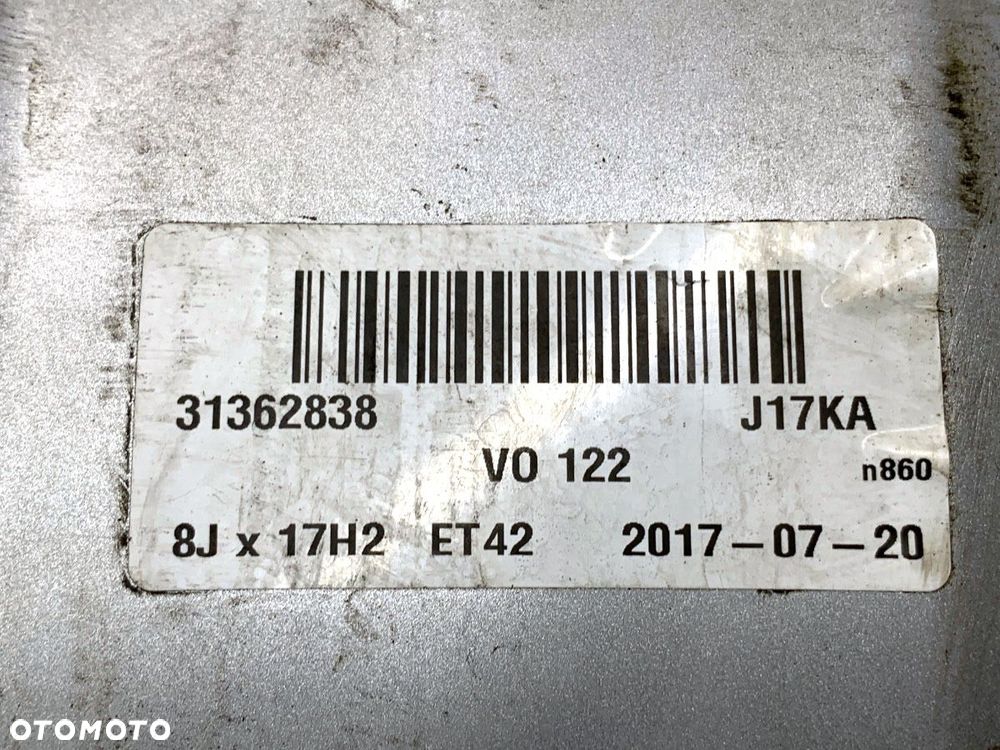 31362838 J17KA
VO 122 n860
8J x 17H2 ET42 2017-07-20
OTOMOTO